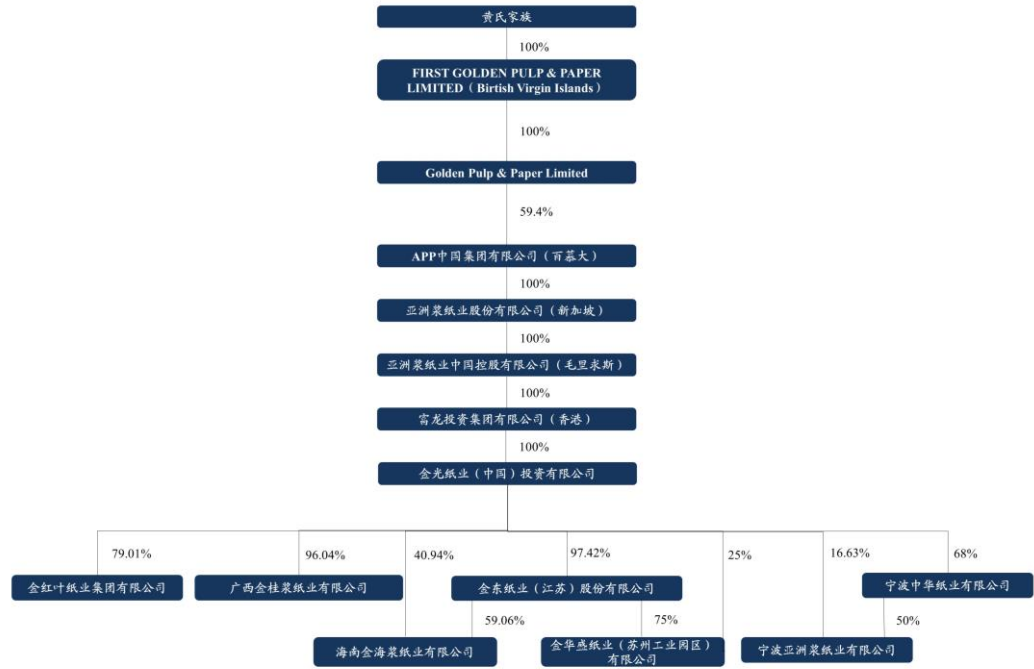 黄氏家族
100%
FIRST GOLDEN PULP & PAPER
LIMITED（Birtish Virgin Islands）
100%
Golden Pulp & Paper Limited
59.4%
APP中国集团有限公司（百慕大）
100%
亚洲浆纸业股份有限公司（新加坡）
100%
亚洲浆纸业中国控股有限公司（毛里求斯）
100%
富龙投资集团有限公司（香港）
100%
金光纸业（中国）投资有限公司
79.01%
96.04%
40.94%
97.42%
25%
16.63%
68%
金红叶纸业集团有限公司
广西金桂浆纸业有限公司
金东纸业（江苏）股份有限公司
宁波中华纸业有限公司
59.06%
75%
50%
海南金海浆纸业有限公司
金华盛纸业（苏州工业园区）
有限公司
宁波亚洲浆纸业有限公司